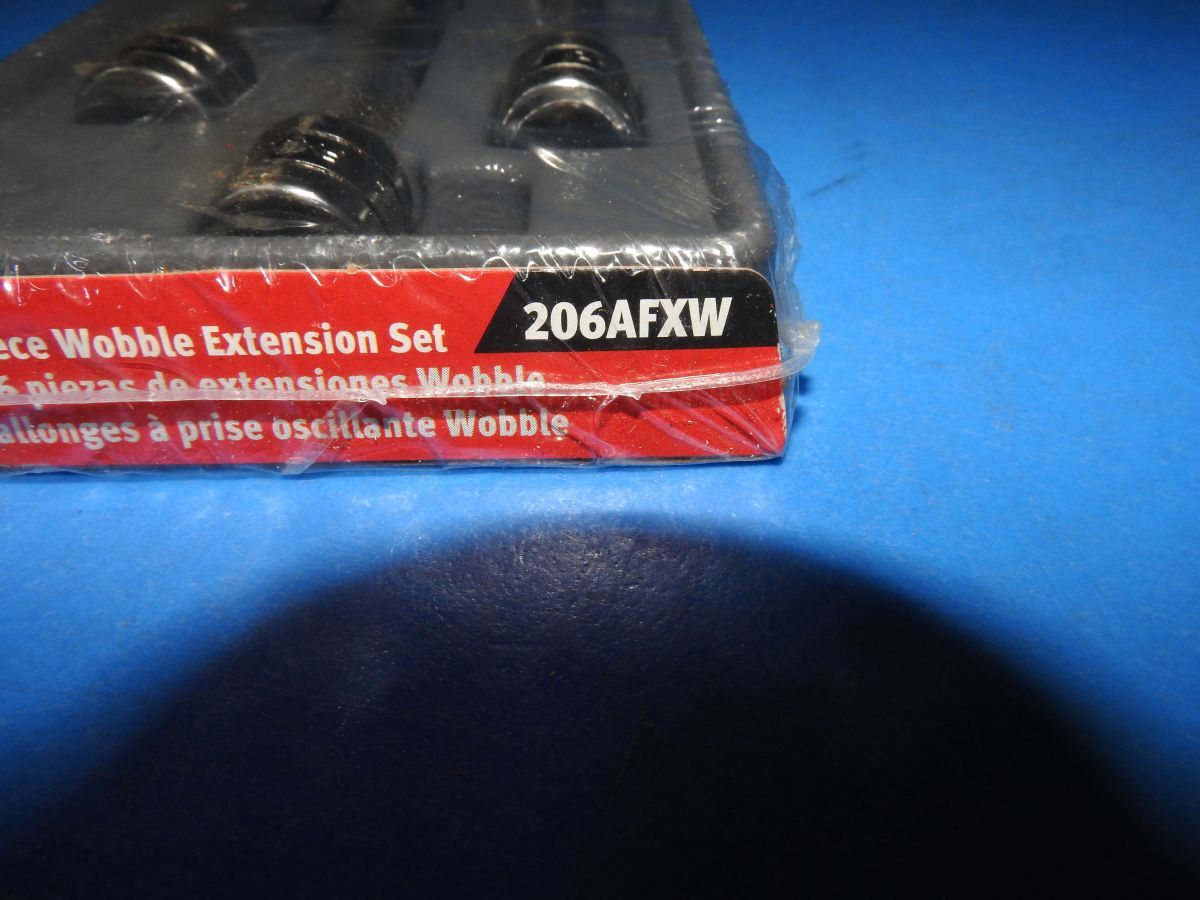 206AFXW
ece Wobble Extension Set
6 piezas de extensiones Wobble
allonges à prise oscillante Wobble